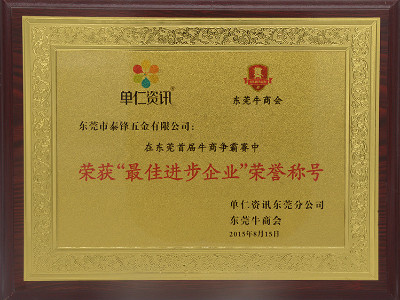 单仁资讯
东莞牛商会
东莞市泰锋五金有限公司：
在东莞首届牛商争霸赛中
荣获“最佳进步企业”荣誉称号
单仁资讯东莞分公司
东莞牛商会
2015年8月15日